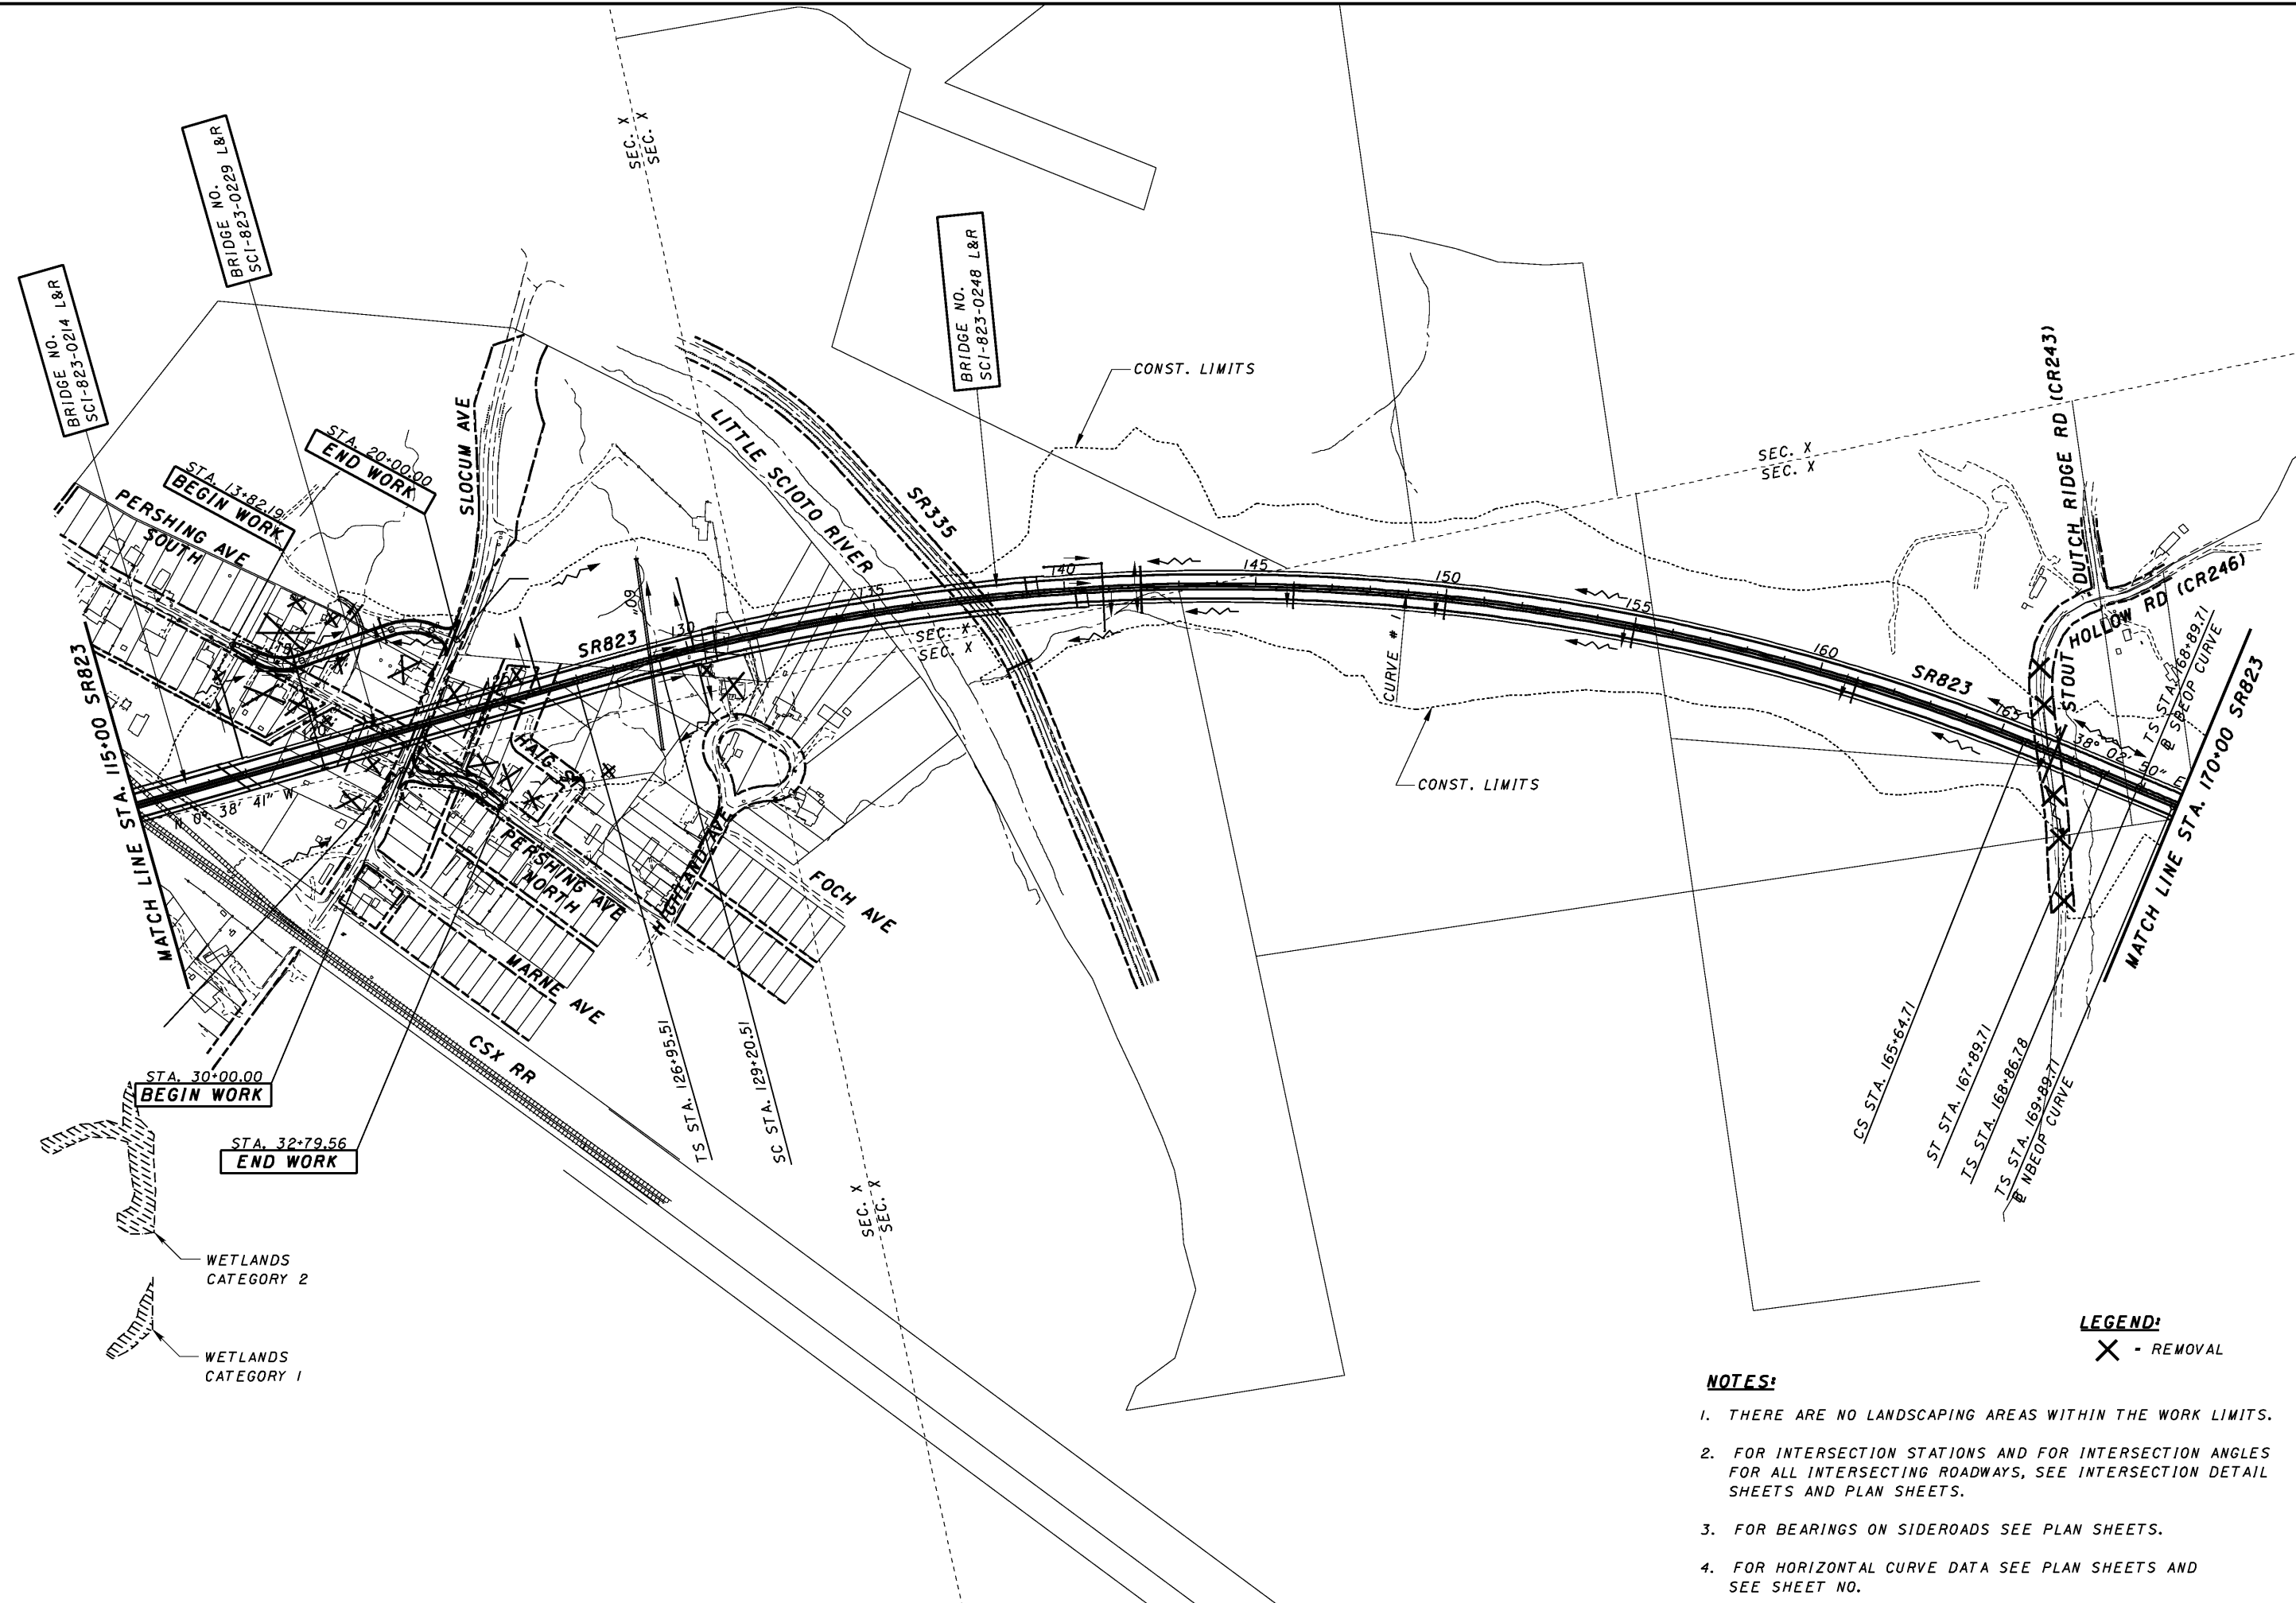 BRIDGE NO.
SCI-823-0214 L&R
BRIDGE NO.
SCI-823-0229 L&R
BRIDGE NO.
SCI-823-0248 L&R
SEC. X
SEC. X
CONST. LIMITS
STA. 20+00.00
END WORK
STA. 13+82.19
BEGIN WORK
PERSHING AVE
SOUTH
SLOCUM AVE
LITTLE SCIOTO RIVER
SR335
SEC. X
SEC. X
DUTCH RIDGE RD (CR243)
STOUT HOLLOW RD (CR246)
MATCH LINE STA. 115+00 SR823
SR823
130
135
140
145
150
155
160
165
60'
SEC. X
SEC. X
CURVE # 1
SR823
TS STA. 168+89.71
℄ SBEOP CURVE
38° 02' 50" E
MATCH LINE STA. 170+00 SR823
N 0° 38' 41" W
HAIG ST
PERSHING AVE
NORTH
HIGHLAND AVE
FOCH AVE
MARNE AVE
CSX RR
CONST. LIMITS
STA. 30+00.00
BEGIN WORK
STA. 32+79.56
END WORK
TS STA. 126+95.51
SC STA. 129+20.51
CS STA. 165+64.71
ST STA. 167+89.71
TS STA. 168+86.78
TS STA. 169+89.71
℄ NBEOP CURVE
SEC. X
SEC. X
WETLANDS
CATEGORY 2
WETLANDS
CATEGORY 1
LEGEND:
- REMOVAL
NOTES:
1. THERE ARE NO LANDSCAPING AREAS WITHIN THE WORK LIMITS.
2. FOR INTERSECTION STATIONS AND FOR INTERSECTION ANGLES
FOR ALL INTERSECTING ROADWAYS, SEE INTERSECTION DETAIL
SHEETS AND PLAN SHEETS.
3. FOR BEARINGS ON SIDEROADS SEE PLAN SHEETS.
4. FOR HORIZONTAL CURVE DATA SEE PLAN SHEETS AND
SEE SHEET NO.